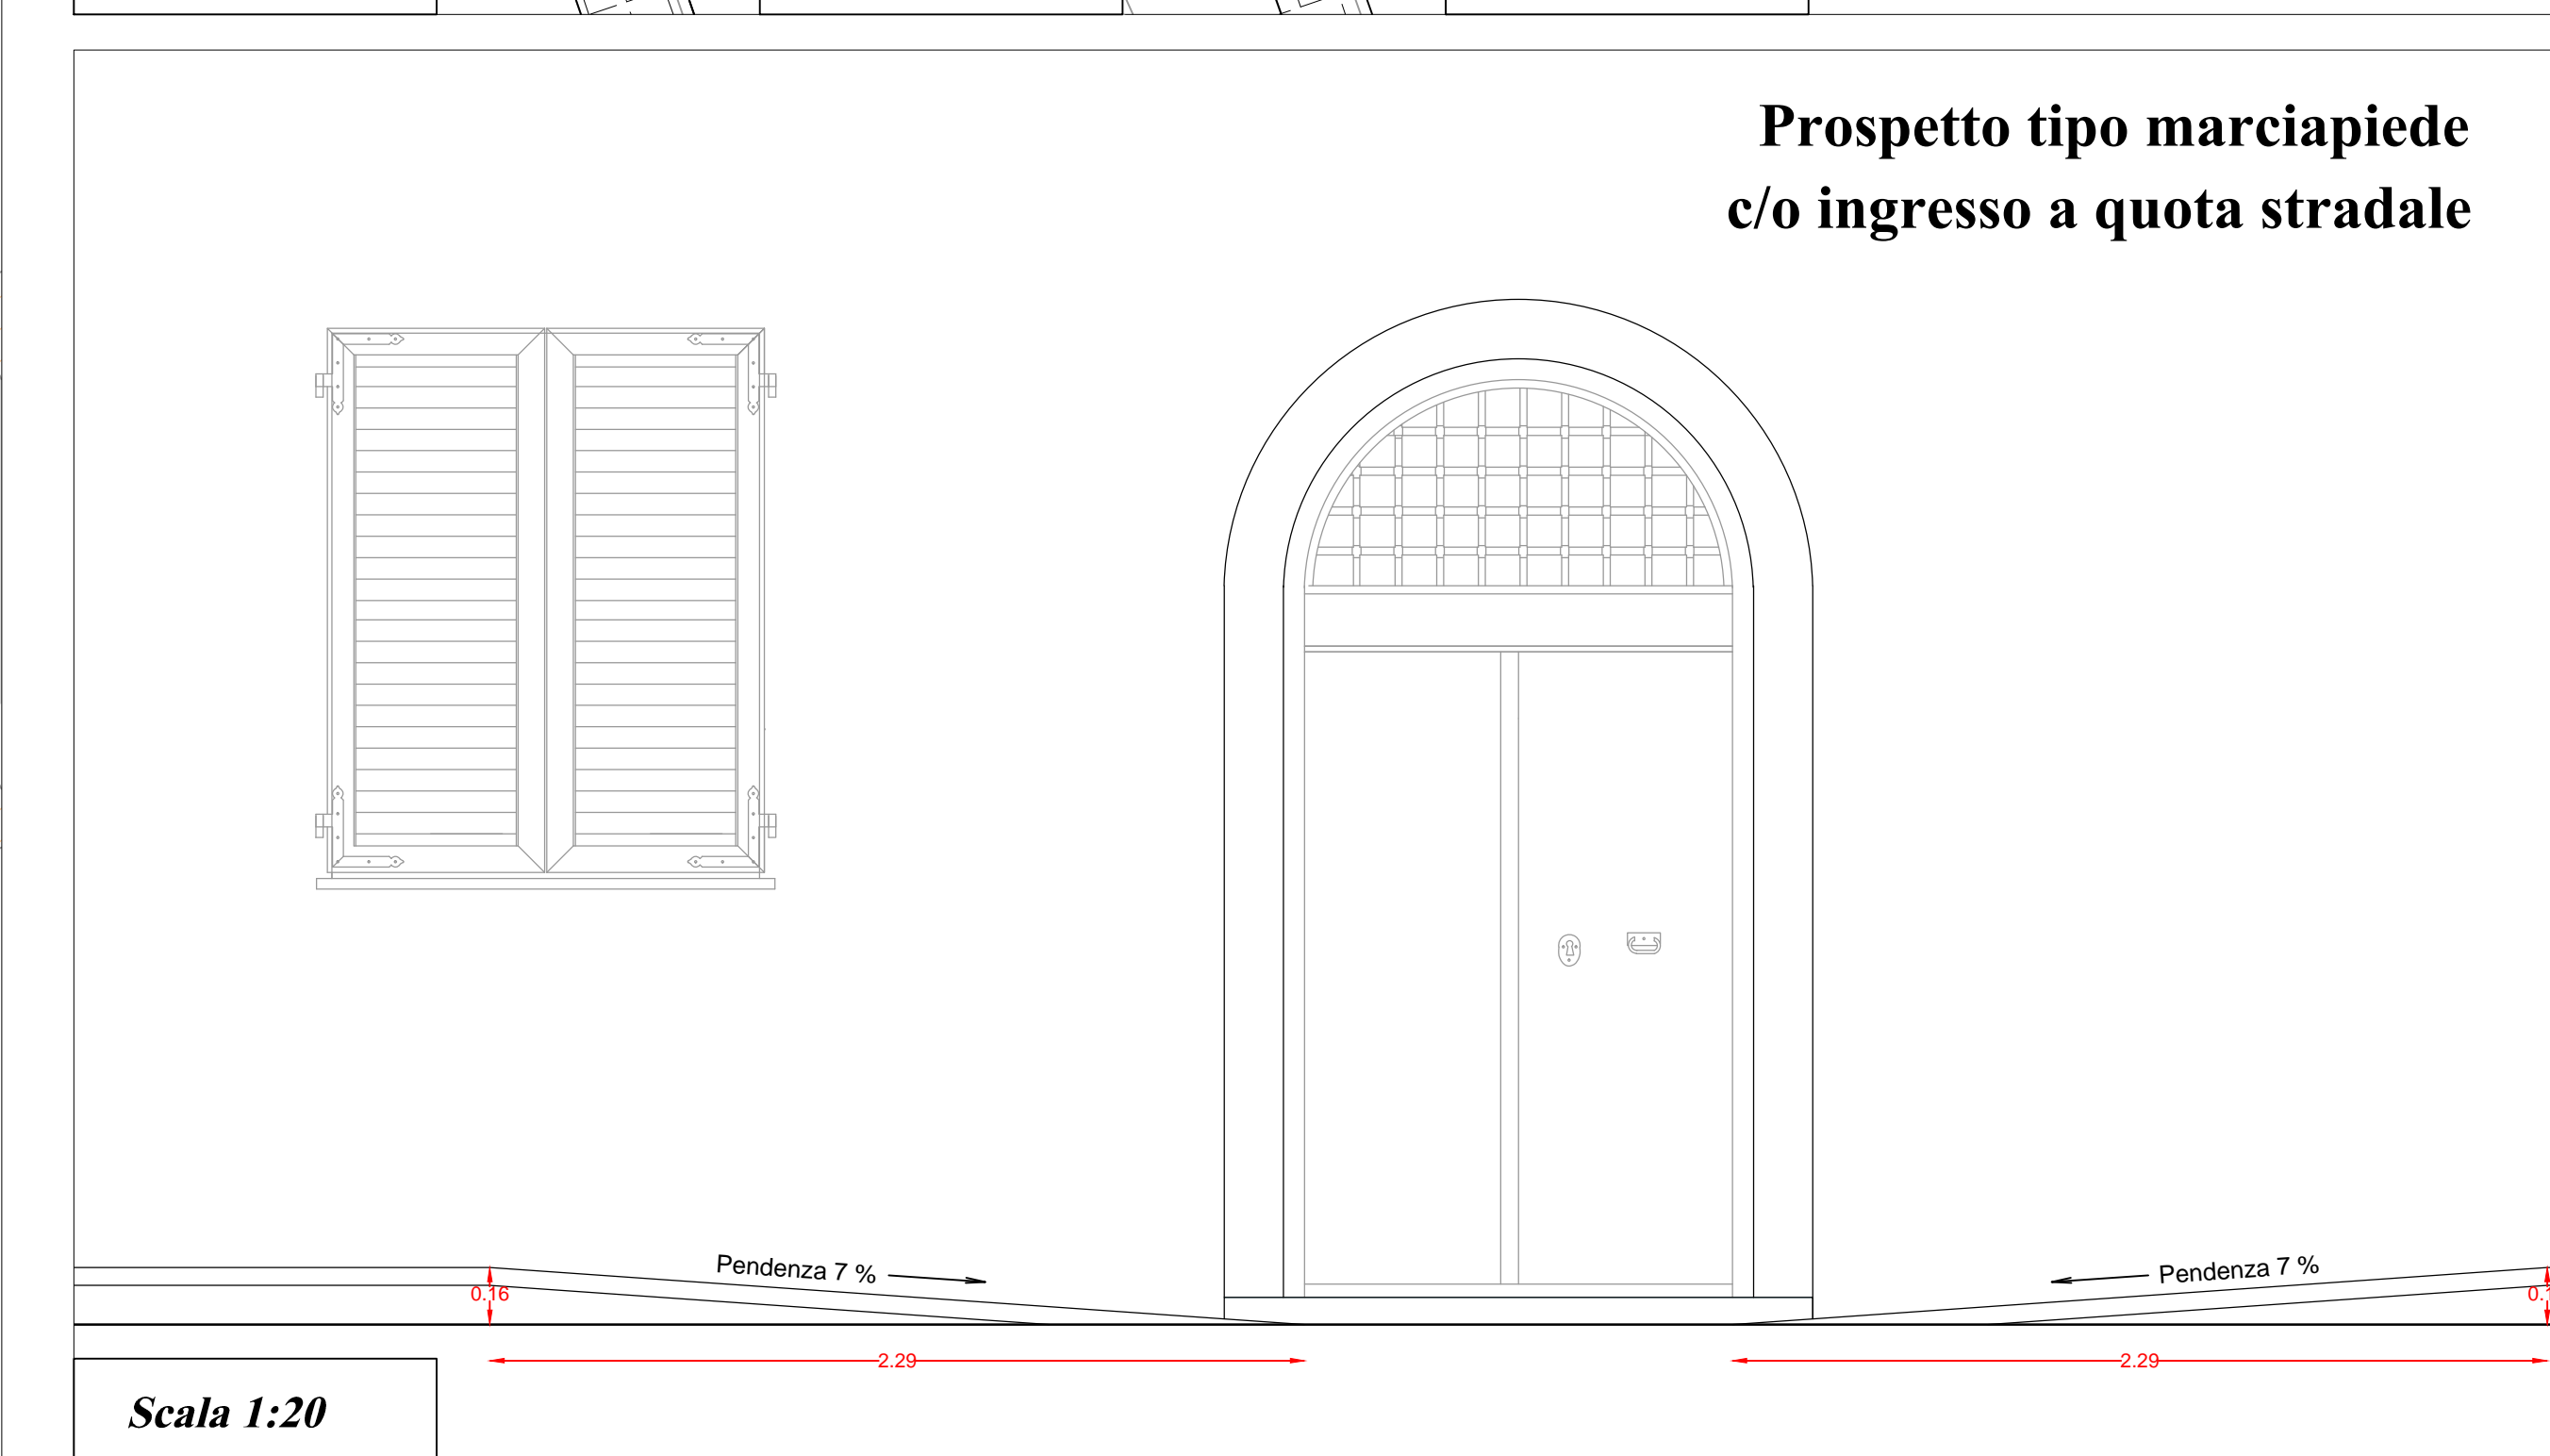 Prospetto tipo marciapiede
c/o ingresso a quota stradale
Pendenza 7 %
Pendenza 7 %
0.16
2.29
2.29
Scala 1:20